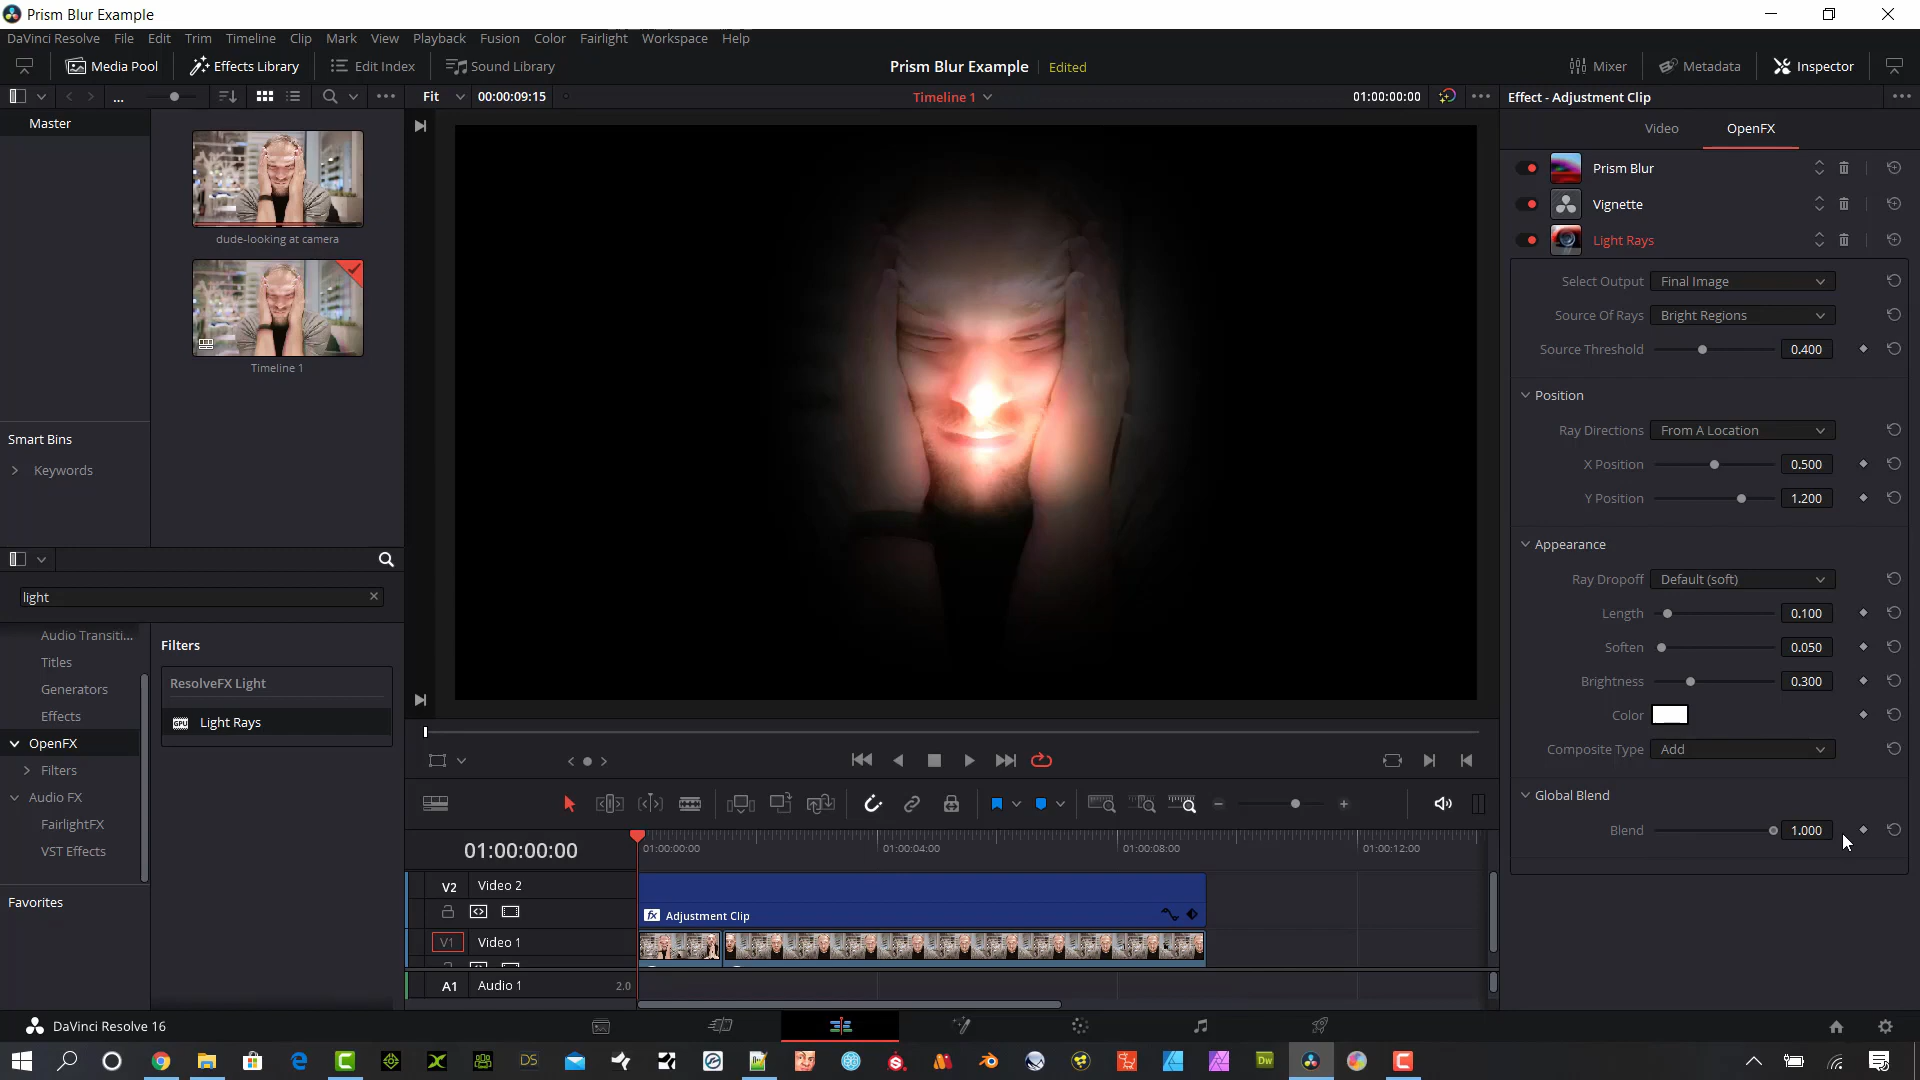 Prism Blur Example
DaVinci Resolve File Edit Trim Timeline Clip Mark View Playback Fusion Color Fairlight Workspace Help
Media Pool Effects Library Edit Index Sound Library Prism Blur Example Edited Mixer Metadata Inspector
... Fit 00:00:09:15 Timeline 1 01:00:00:00 Effect - Adjustment Clip
Master
Video OpenFX
Prism Blur
Vignette
Light Rays
dude-looking at camera
Timeline 1
Select Output Final Image
Source Of Rays Bright Regions
Source Threshold 0.400
Position
Ray Directions From A Location
X Position 0.500
Y Position 1.200
Appearance
Ray Dropoff Default (soft)
Length 0.100
Soften 0.050
Brightness 0.300
Color
Composite Type Add
Global Blend
Blend 1.000
Smart Bins
Keywords
light
Audio Transiti...
Titles
Generators
Effects
OpenFX
Filters
Audio FX
FairlightFX
VST Effects
Favorites
Filters
ResolveFX Light
GPU Light Rays
01:00:00:00
01:00:00:00 01:00:04:00 01:00:08:00 01:00:12:00
V2 Video 2
fx Adjustment Clip
V1 Video 1
A1 Audio 1 2.0
DaVinci Resolve 16
DS
Dw